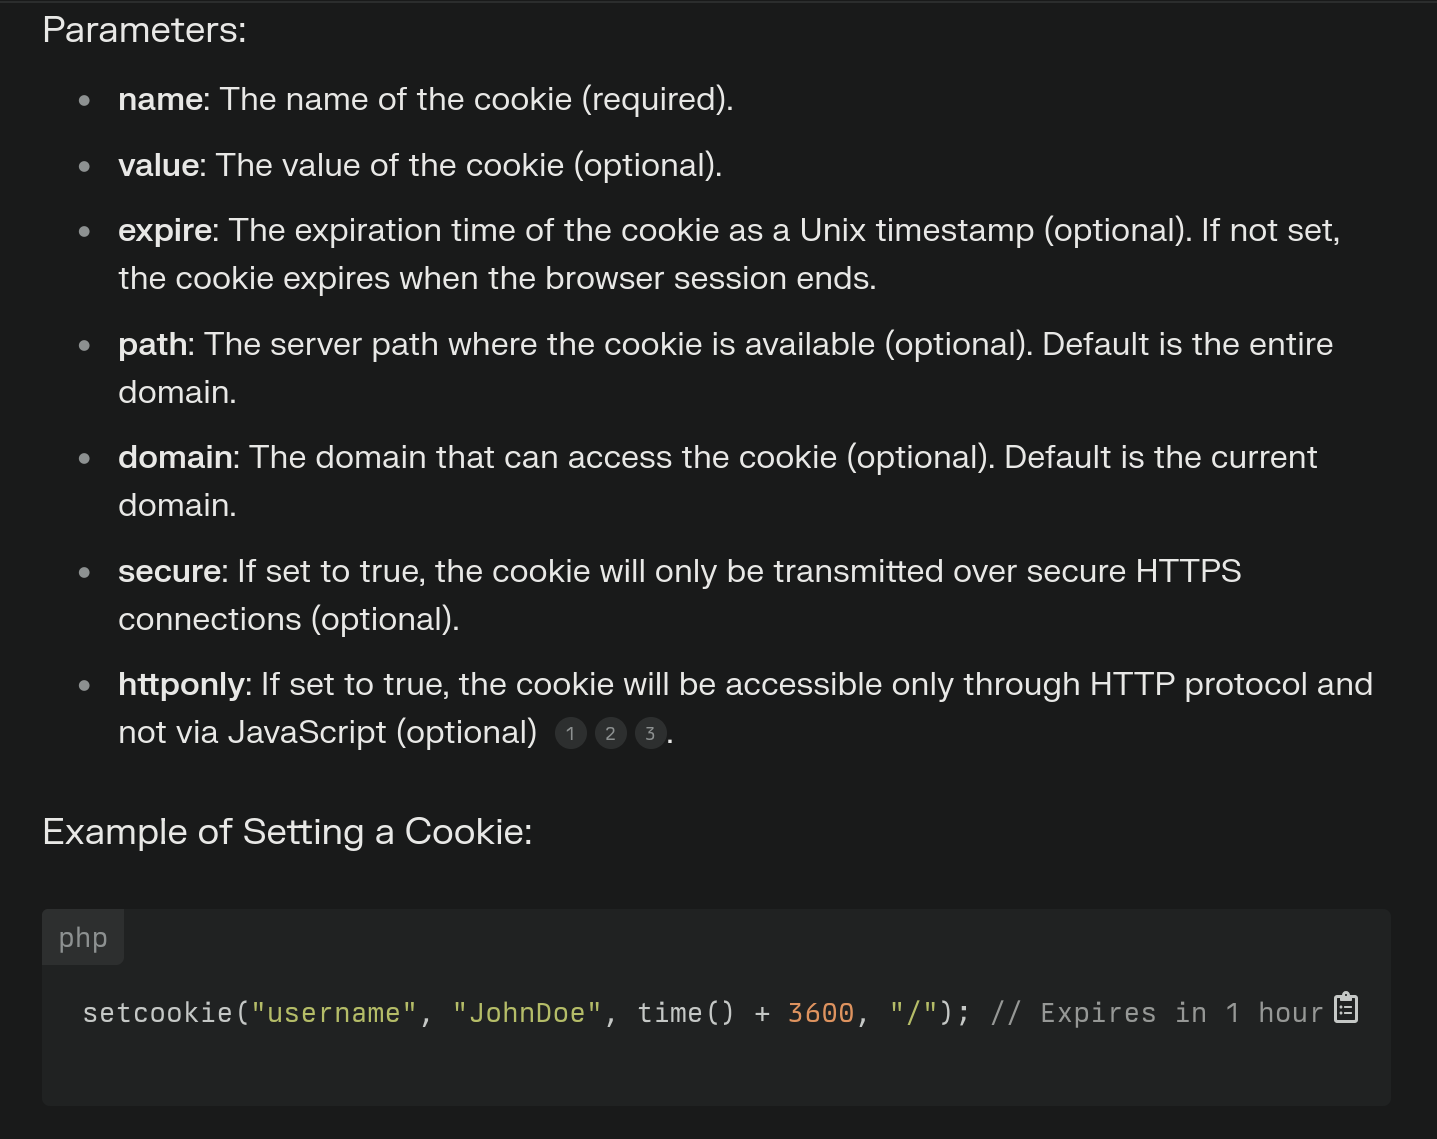 Parameters:
name: The name of the cookie (required).
value: The value of the cookie (optional).
expire: The expiration time of the cookie as a Unix timestamp (optional). If not set,
the cookie expires when the browser session ends.
path: The server path where the cookie is available (optional). Default is the entire
domain.
domain: The domain that can access the cookie (optional). Default is the current
domain.
secure: If set to true, the cookie will only be transmitted over secure HTTPS
connections (optional).
httponly: If set to true, the cookie will be accessible only through HTTP protocol and
not via JavaScript (optional) 1 2 3.
Example of Setting a Cookie:
php
setcookie("username", "JohnDoe", time() + 3600, "/"); // Expires in 1 hour